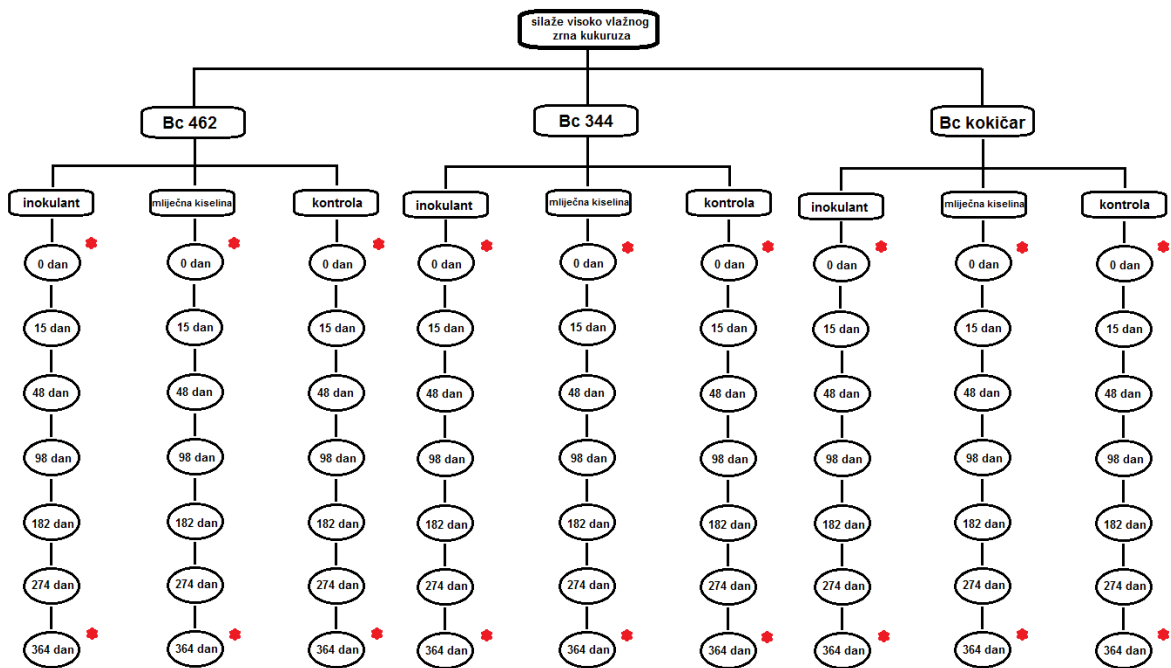 silaže visoko vlažnog
zrna kukuruza
Bc 462
Bc 344
Bc kokičar
inokulant
mliječna kiselina
kontrola
inokulant
mliječna kiselina
kontrola
inokulant
mliječna kiselina
kontrola
0 dan
0 dan
0 dan
0 dan
0 dan
0 dan
0 dan
0 dan
0 dan
15 dan
15 dan
15 dan
15 dan
15 dan
15 dan
15 dan
15 dan
15 dan
48 dan
48 dan
48 dan
48 dan
48 dan
48 dan
48 dan
48 dan
48 dan
98 dan
98 dan
98 dan
98 dan
98 dan
98 dan
98 dan
98 dan
98 dan
182 dan
182 dan
182 dan
182 dan
182 dan
182 dan
182 dan
182 dan
182 dan
274 dan
274 dan
274 dan
274 dan
274 dan
274 dan
274 dan
274 dan
274 dan
364 dan
364 dan
364 dan
364 dan
364 dan
364 dan
364 dan
364 dan
364 dan